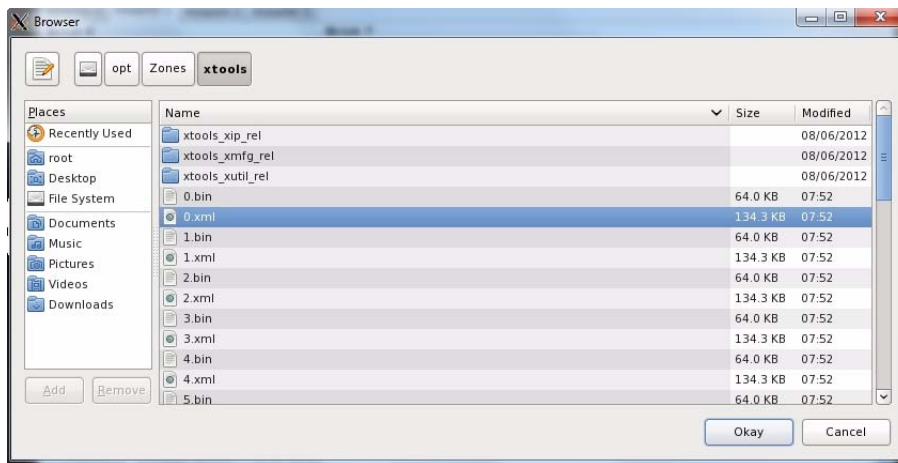 Browser
opt Zones xtools
Places Name Size Modified
Recently Used xtools_xip_rel 08/06/2012
root xtools_xmfg_rel 08/06/2012
Desktop xtools_xutil_rel 08/06/2012
File System 0.bin 64.0 KB 07:52
0.xml 134.3 KB 07:52
Documents 1.bin 64.0 KB 07:52
Music 1.xml 134.3 KB 07:52
Pictures 2.bin 64.0 KB 07:52
Videos 2.xml 134.3 KB 07:52
Downloads 3.bin 64.0 KB 07:52
3.xml 134.3 KB 07:52
4.bin 64.0 KB 07:52
Add Remove 4.xml 134.3 KB 07:52
5.bin 64.0 KB 07:52
Okay Cancel